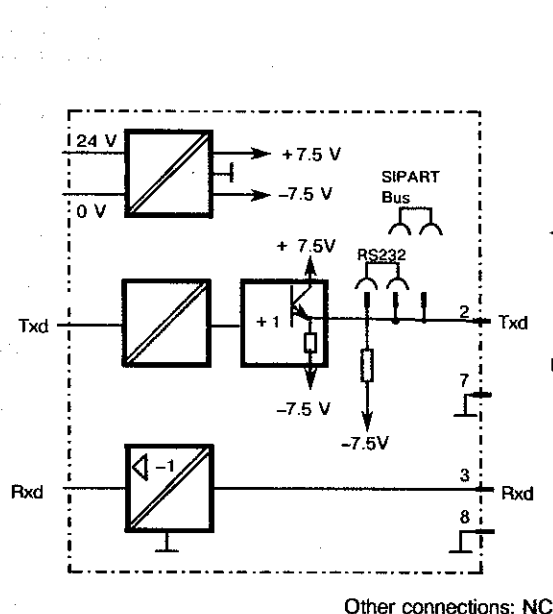 24 V
+7.5 V
0 V
−7.5 V
SIPART
Bus
+ 7.5V
RS232
Txd
+ 1
2
Txd
−7.5 V
−7.5V
7
−1
Rxd
3
Rxd
8
Other connections: NC